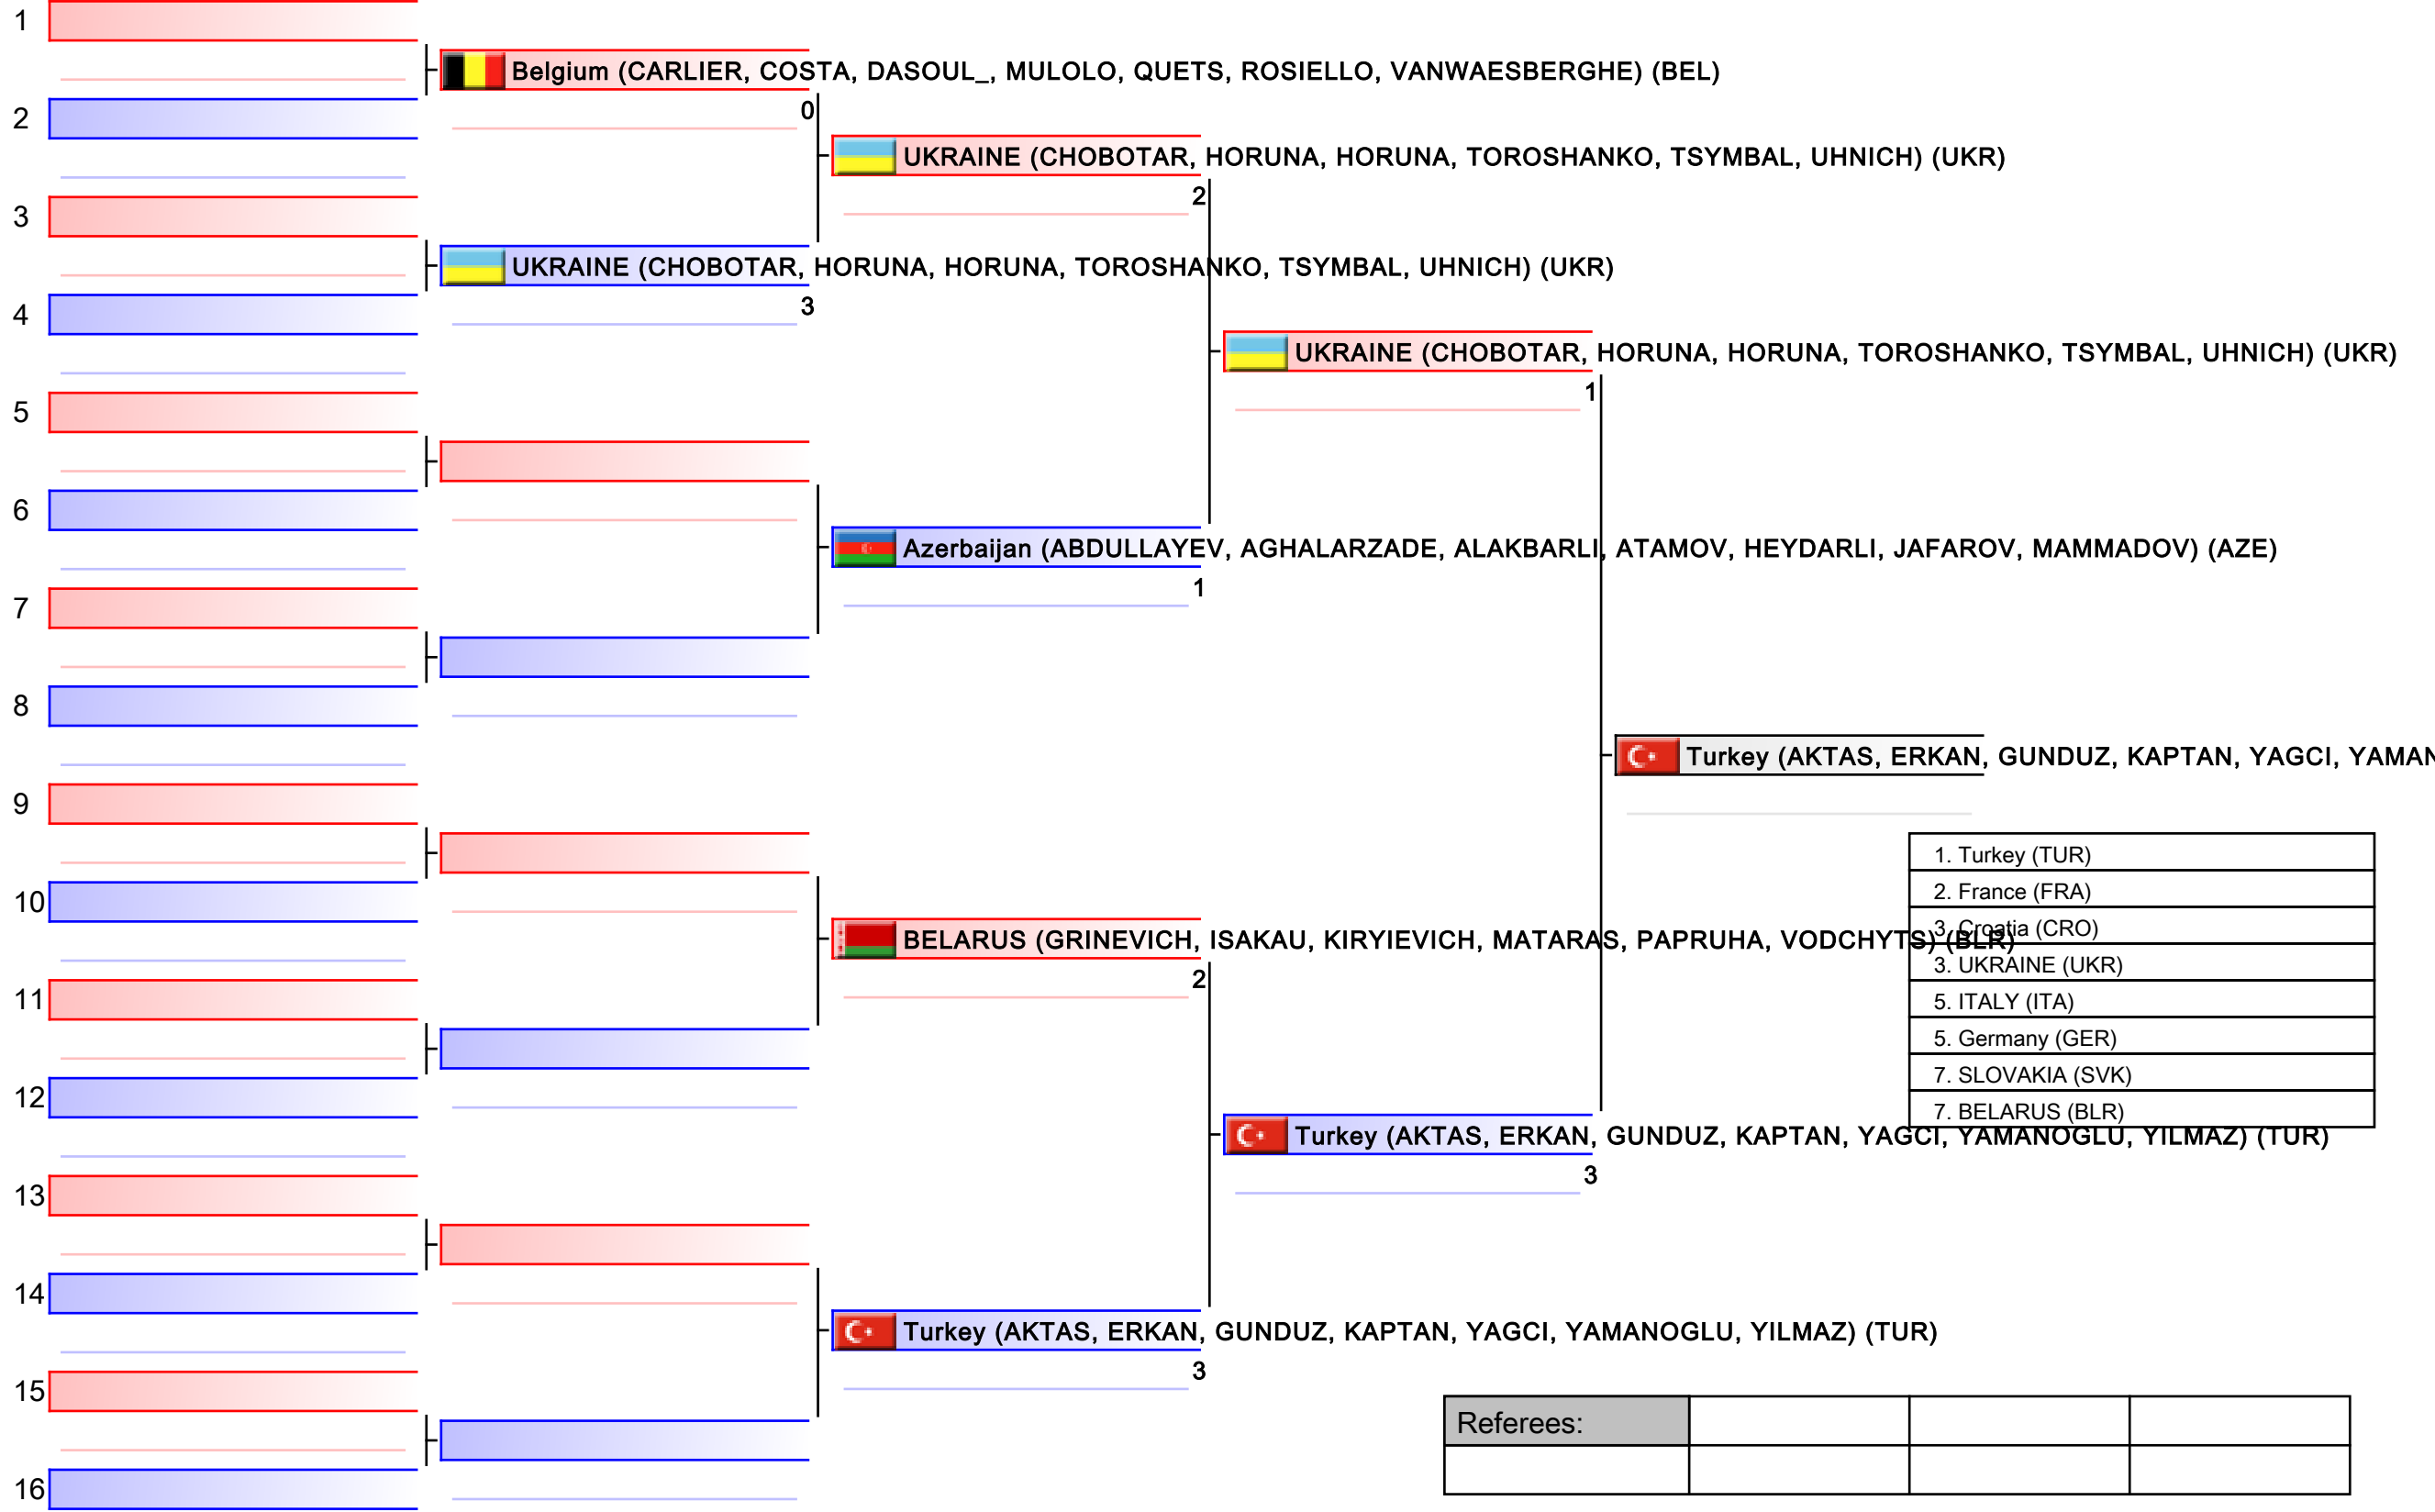 1
Belgium (CARLIER, COSTA, DASOUL_, MULOLO, QUETS, ROSIELLO, VANWAESBERGHE) (BEL)
0
2
UKRAINE (CHOBOTAR, HORUNA, HORUNA, TOROSHANKO, TSYMBAL, UHNICH) (UKR)
2
3
UKRAINE (CHOBOTAR, HORUNA, HORUNA, TOROSHANKO, TSYMBAL, UHNICH) (UKR)
3
4
UKRAINE (CHOBOTAR, HORUNA, HORUNA, TOROSHANKO, TSYMBAL, UHNICH) (UKR)
1
5
6
Azerbaijan (ABDULLAYEV, AGHALARZADE, ALAKBARLI, ATAMOV, HEYDARLI, JAFAROV, MAMMADOV) (AZE)
1
7
8
Turkey (AKTAS, ERKAN, GUNDUZ, KAPTAN, YAGCI, YAMAN
9
1. Turkey (TUR)
2. France (FRA)
3. Croatia (CRO)
3. UKRAINE (UKR)
5. ITALY (ITA)
5. Germany (GER)
7. SLOVAKIA (SVK)
7. BELARUS (BLR)
10
BELARUS (GRINEVICH, ISAKAU, KIRYIEVICH, MATARAS, PAPRUHA, VODCHYTS) (BLR)
2
11
12
Turkey (AKTAS, ERKAN, GUNDUZ, KAPTAN, YAGCI, YAMANOGLU, YILMAZ) (TUR)
3
13
14
Turkey (AKTAS, ERKAN, GUNDUZ, KAPTAN, YAGCI, YAMANOGLU, YILMAZ) (TUR)
3
15
Referees:
16